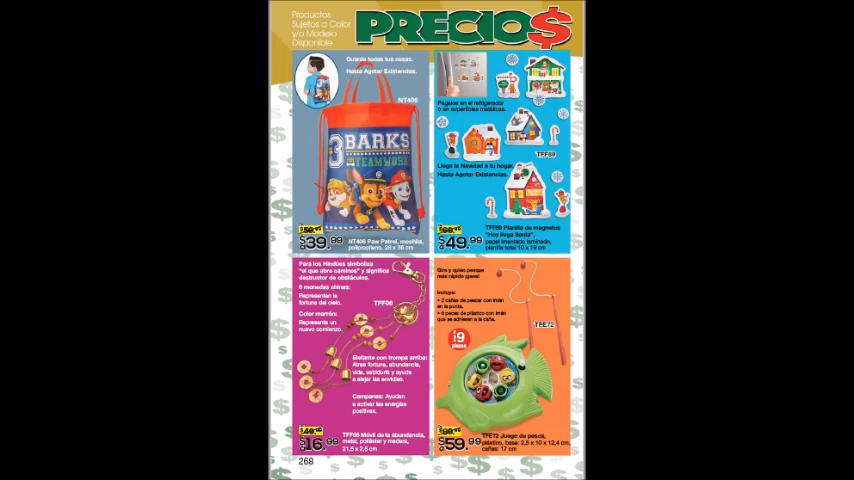 Productos
Sujetos a Color
y/o Modelo
Disponible
PRECIO$
Guarda todas tus cosas.
Hasta Agotar Existencias.
NT406
3 BARKS
TEAMWORK
$39.99
NT406 Paw Patrol, mochila,
polipropileno, 28 x 36 cm
Pégalos en el refrigerador
o en superficies metálicas.
TFF89
Llega la Navidad a tu hogar.
Hasta Agotar Existencias.
$49.99
TFF89 Planilla de magnetos
"Hoy llega Santa",
papel imantado laminado,
planilla total 10 x 19 cm
Para los Hindúes simboliza
"el que abre caminos" y significa
destructor de obstáculos.
6 monedas chinas:
Representan la
fortuna del cielo.
Color marrón:
Representa un
nuevo comienzo.
TFF06
Elefante con trompa arriba:
Atrae fortuna, abundancia,
vida, sabiduría y ayuda
a alejar las envidias.
Campanas: Ayudan
a activar las energías
positivas.
$16.99
TFF06 Móvil de la abundancia,
metal, poliéster y madera,
21,5 x 2,5 cm
Gira y quien pesque
más rápido ¡gana!
Incluye:
• 2 cañas de pescar con imán
en la punta.
• 6 peces de plástico con imán
que se adhieren a la caña.
TFE72
¡9
piezas!
$59.99
TFE72 Juego de pesca,
plástico, base: 2,5 x 10 x 12,4 cm,
cañas: 17 cm
268